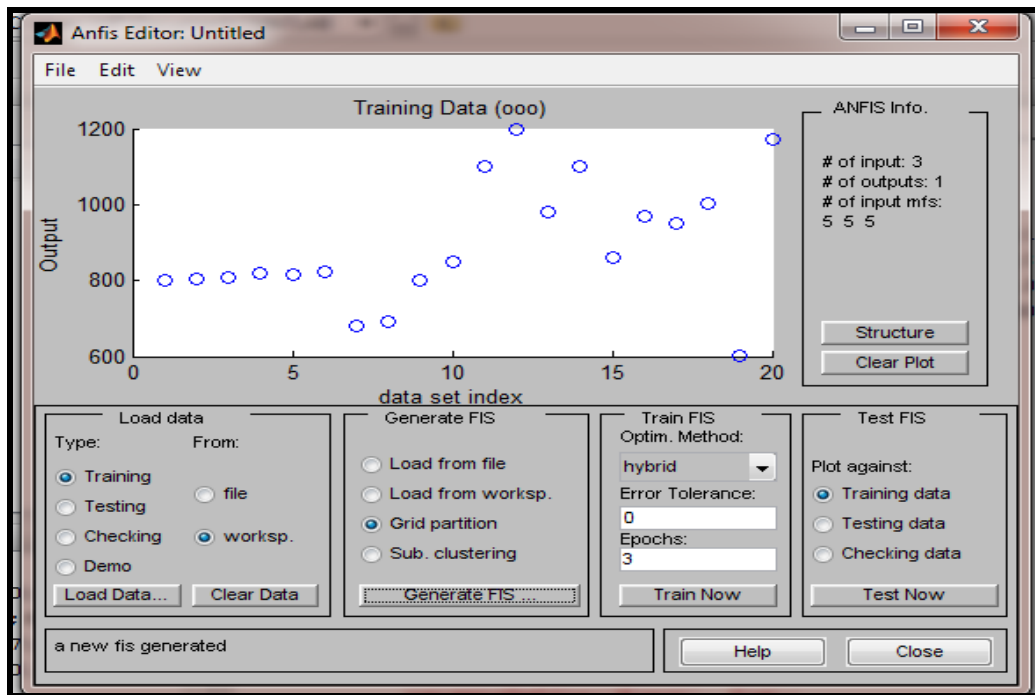 Anfis Editor: Untitled
File Edit View
Training Data (ooo)
1200
1000
800
600
Output
0 5 10 15 20
data set index
ANFIS Info.
# of input: 3
# of outputs: 1
# of input mfs:
5 5 5
Structure
Clear Plot
Load data
Type: From:
Training
Testing
Checking
Demo
file
worksp.
Load Data... Clear Data
Generate FIS
Load from file
Load from worksp.
Grid partition
Sub. clustering
Generate FIS ...
Train FIS
Optim. Method:
hybrid
Error Tolerance:
0
Epochs:
3
Train Now
Test FIS
Plot against:
Training data
Testing data
Checking data
Test Now
a new fis generated
Help Close